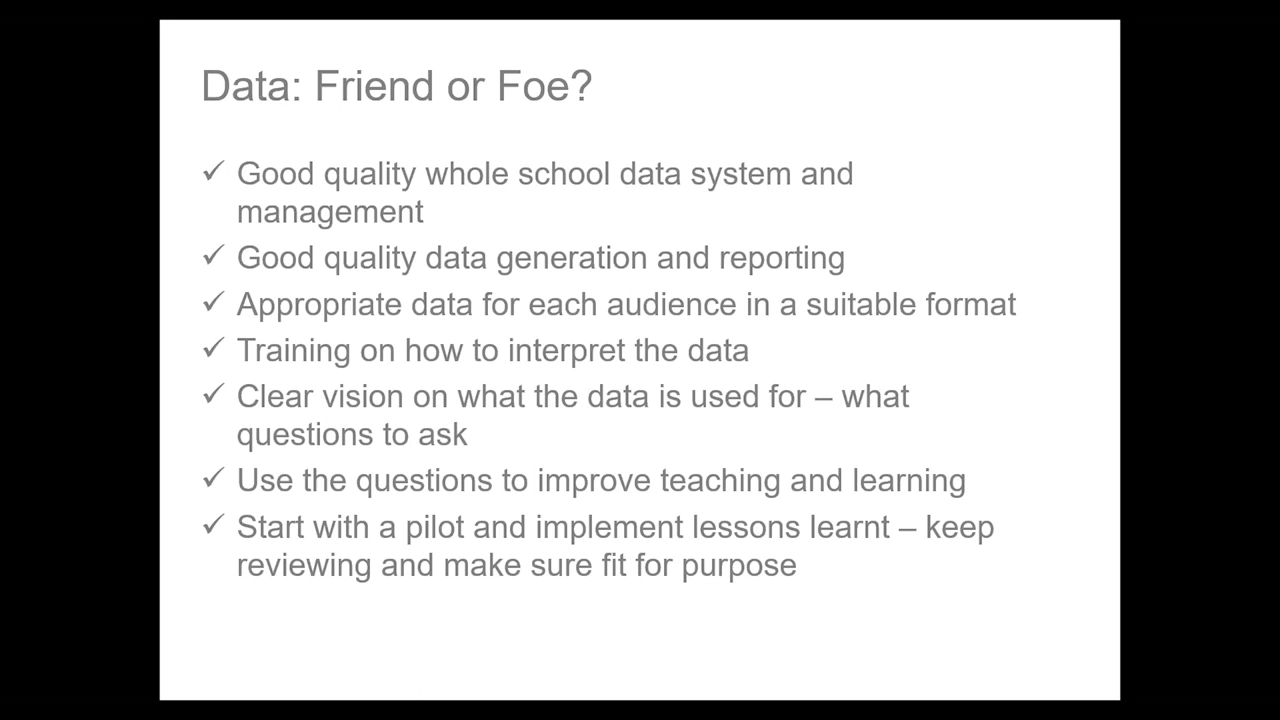 Data: Friend or Foe?
✓ Good quality whole school data system and
management
✓ Good quality data generation and reporting
✓ Appropriate data for each audience in a suitable format
✓ Training on how to interpret the data
✓ Clear vision on what the data is used for – what
questions to ask
✓ Use the questions to improve teaching and learning
✓ Start with a pilot and implement lessons learnt – keep
reviewing and make sure fit for purpose